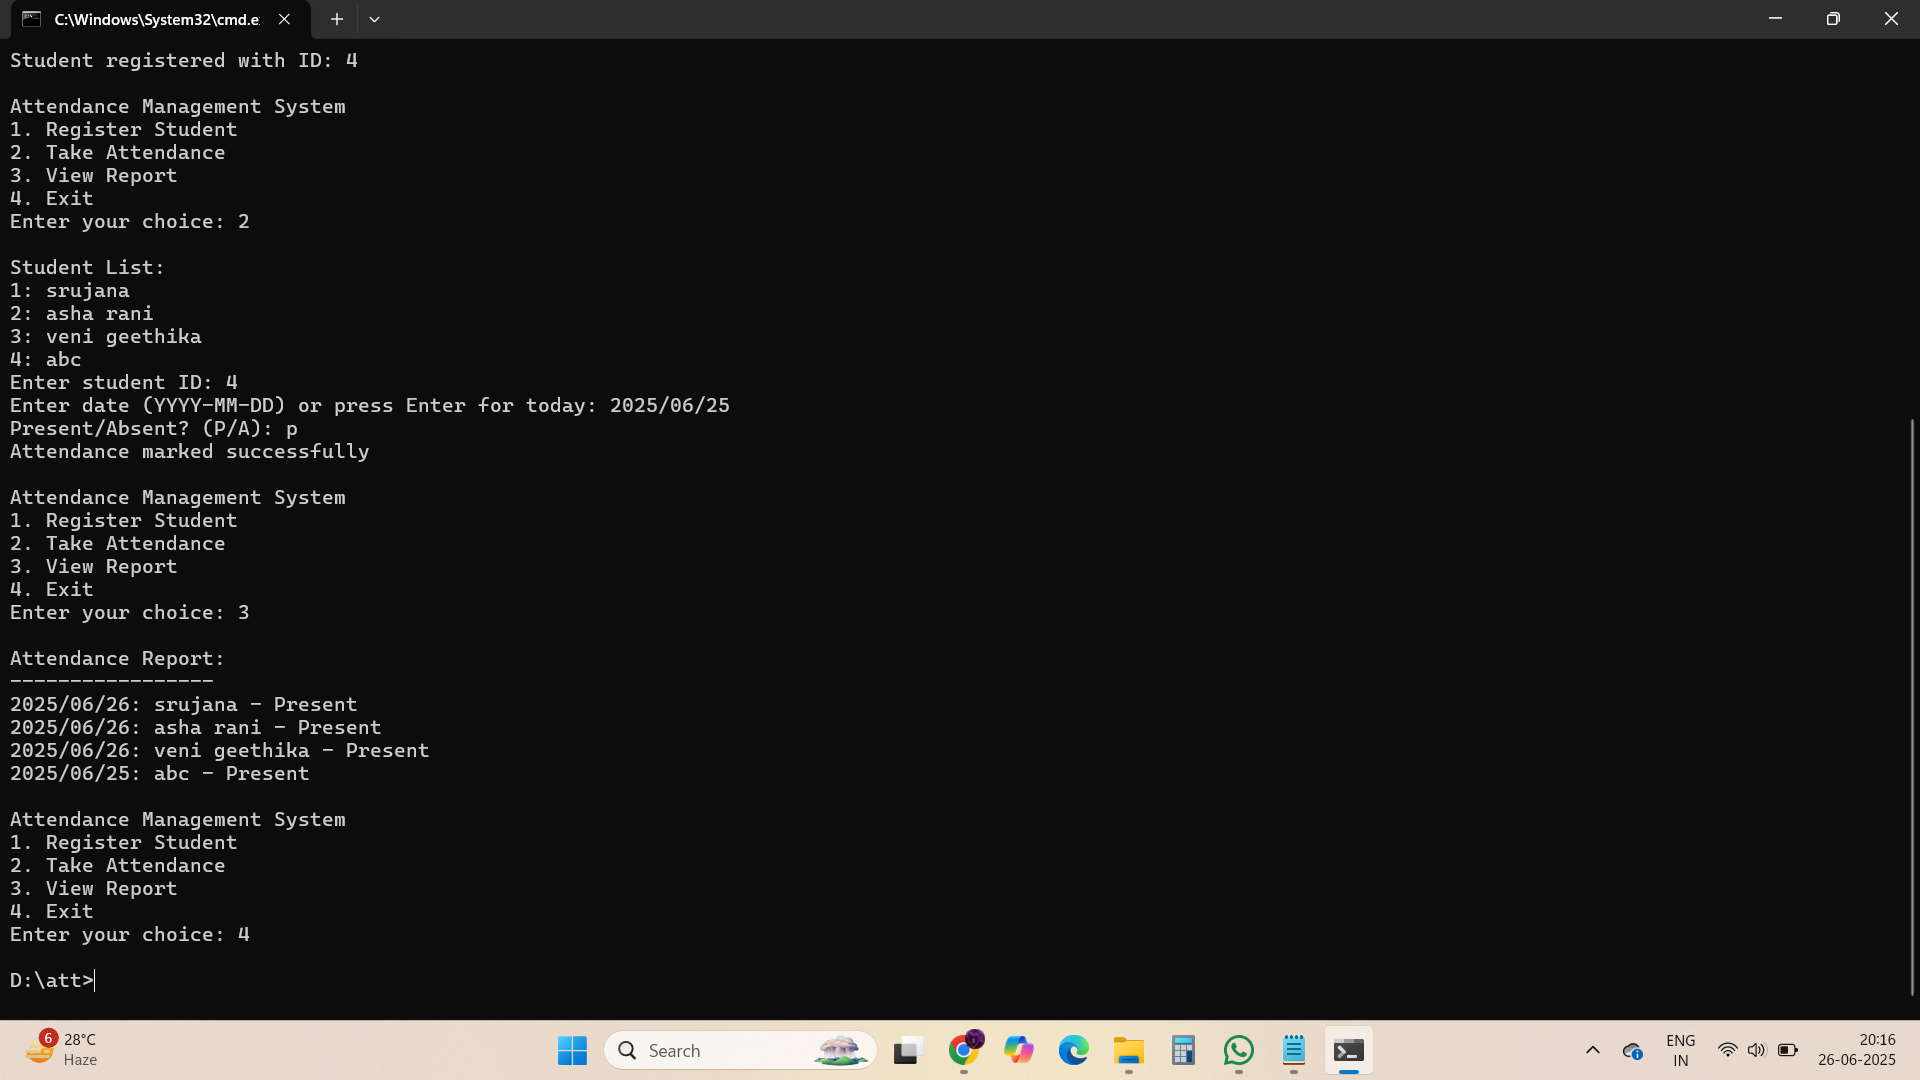 C:\Windows\System32\cmd.e
Student registered with ID: 4
Attendance Management System
1. Register Student
2. Take Attendance
3. View Report
4. Exit
Enter your choice: 2
Student List:
1: srujana
2: asha rani
3: veni geethika
4: abc
Enter student ID: 4
Enter date (YYYY-MM-DD) or press Enter for today: 2025/06/25
Present/Absent? (P/A): p
Attendance marked successfully
Attendance Management System
1. Register Student
2. Take Attendance
3. View Report
4. Exit
Enter your choice: 3
Attendance Report:
-----------------
2025/06/26: srujana - Present
2025/06/26: asha rani - Present
2025/06/26: veni geethika - Present
2025/06/25: abc - Present
Attendance Management System
1. Register Student
2. Take Attendance
3. View Report
4. Exit
Enter your choice: 4
D:\att>
6
28°C
Haze
Search
ENG
IN
20:16
26-06-2025